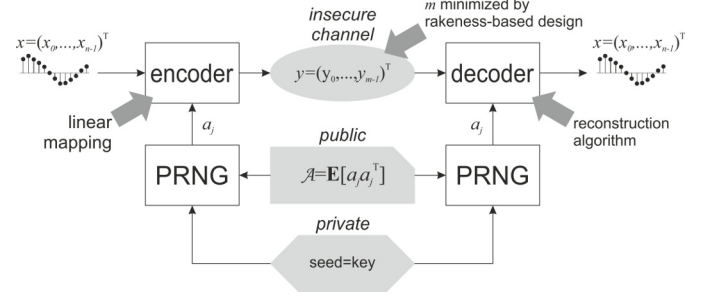 m minimized by
rakeness-based design
insecure
channel
x=(x₀,...,xₙ₋₁)ᵀ
encoder
y=(y₀,...,yₘ₋₁)ᵀ
decoder
x=(x₀,...,xₙ₋₁)ᵀ
linear
mapping
aⱼ
public
aⱼ
reconstruction
algorithm
PRNG
𝒜=E[aⱼaⱼᵀ]
PRNG
private
seed=key